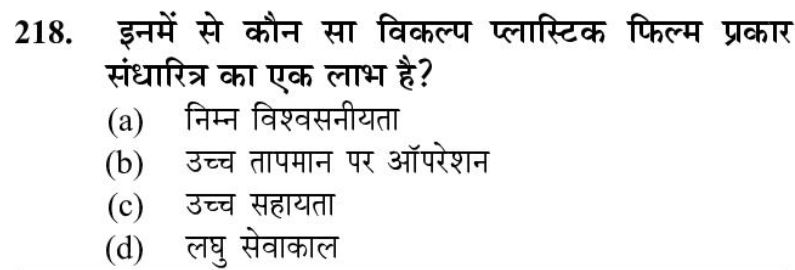 218. इनमें से कौन सा विकल्प प्लास्टिक फिल्म प्रकार
संधारित्र का एक लाभ है?
(a) निम्न विश्वसनीयता
(b) उच्च तापमान पर ऑपरेशन
(c) उच्च सहायता
(d) लघु सेवाकाल